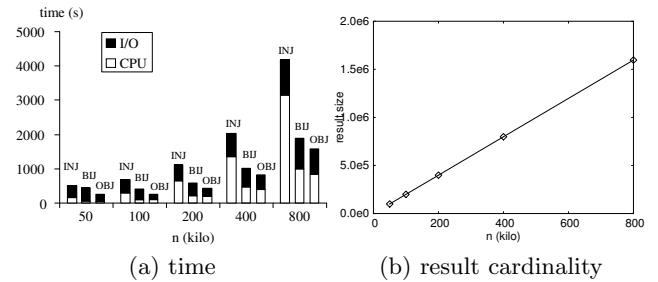 time (s)
5000
4000
3000
2000
1000
0
I/O
CPU
INJ BIJ OBJ
INJ BIJ OBJ
INJ BIJ OBJ
INJ BIJ OBJ
INJ BIJ OBJ
50 100 200 400 800
n (kilo)
(a) time
2.0e6
1.5e6
1.0e6
5.0e5
0.0e0
result size
0 200 400 600 800
n (kilo)
(b) result cardinality